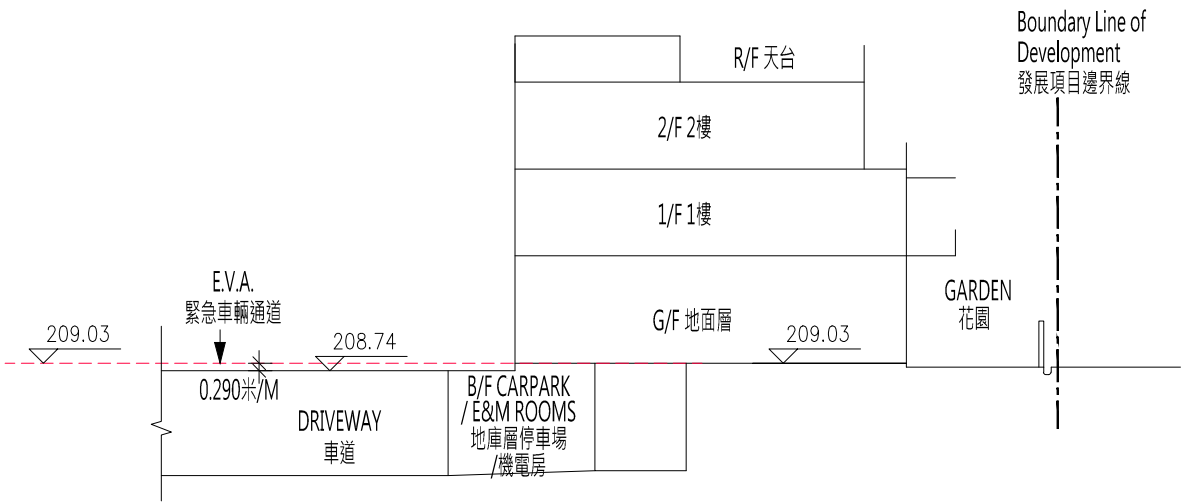 Boundary Line of
Development
發展項目邊界線
R/F 天台
2/F 2樓
1/F 1樓
E.V.A.
緊急車輛通道
GARDEN
花園
G/F 地面層
209.03
208.74
209.03
0.290米/M
B/F CARPARK
/ E&M ROOMS
地庫層停車場
/機電房
DRIVEWAY
車道